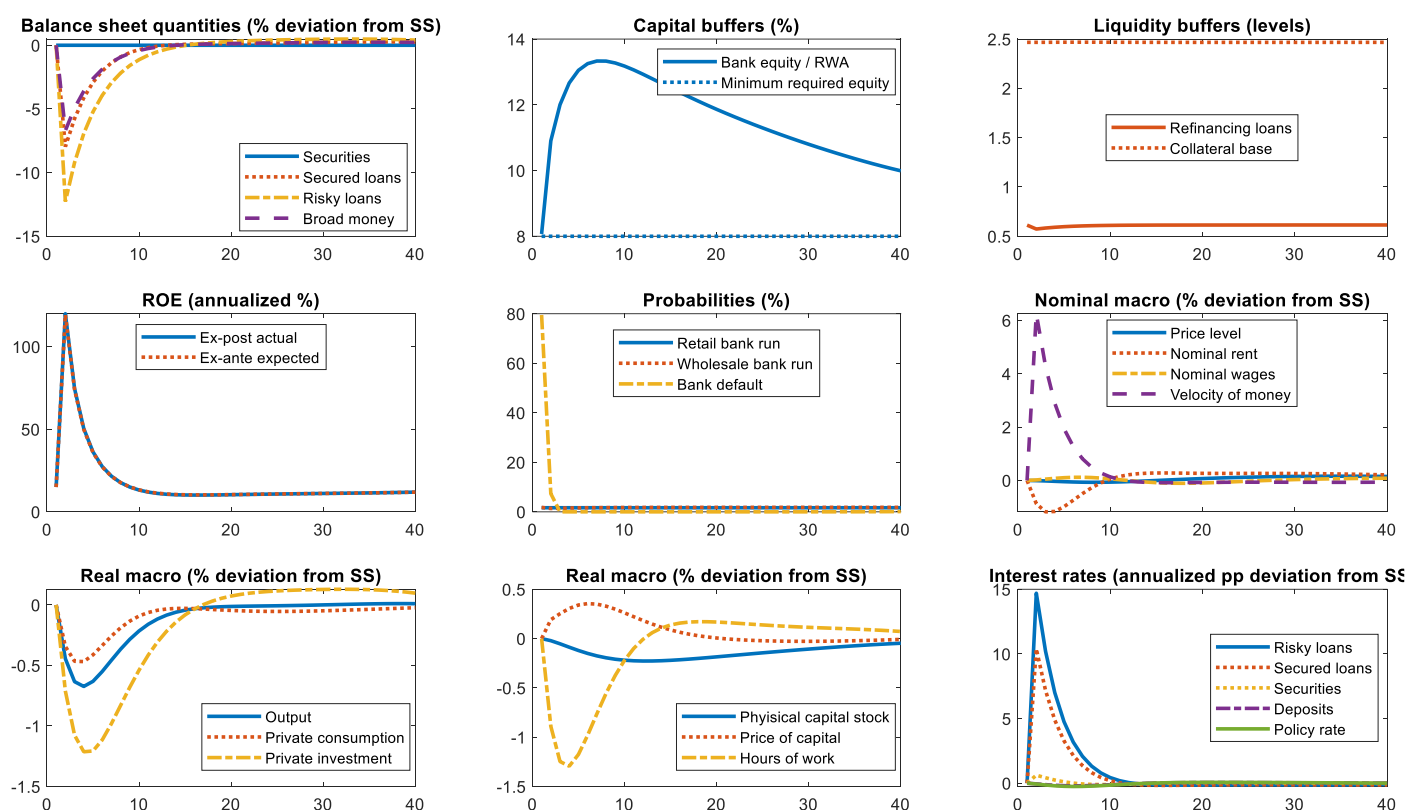 Balance sheet quantities (% deviation from SS)
0
-5
-10
-15
0
10
20
30
40
Securities
Secured loans
Risky loans
Broad money
Capital buffers (%)
14
12
10
8
0
10
20
30
40
Bank equity / RWA
Minimum required equity
Liquidity buffers (levels)
2.5
2
1.5
1
0.5
0
10
20
30
40
Refinancing loans
Collateral base
ROE (annualized %)
100
50
0
0
10
20
30
40
Ex-post actual
Ex-ante expected
Probabilities (%)
80
60
40
20
0
0
10
20
30
40
Retail bank run
Wholesale bank run
Bank default
Nominal macro (% deviation from SS)
6
4
2
0
0
10
20
30
40
Price level
Nominal rent
Nominal wages
Velocity of money
Real macro (% deviation from SS)
0
-0.5
-1
-1.5
0
10
20
30
40
Output
Private consumption
Private investment
Real macro (% deviation from SS)
0.5
0
-0.5
-1
-1.5
0
10
20
30
40
Phyisical capital stock
Price of capital
Hours of work
Interest rates (annualized pp deviation from SS
15
10
5
0
0
10
20
30
40
Risky loans
Secured loans
Securities
Deposits
Policy rate